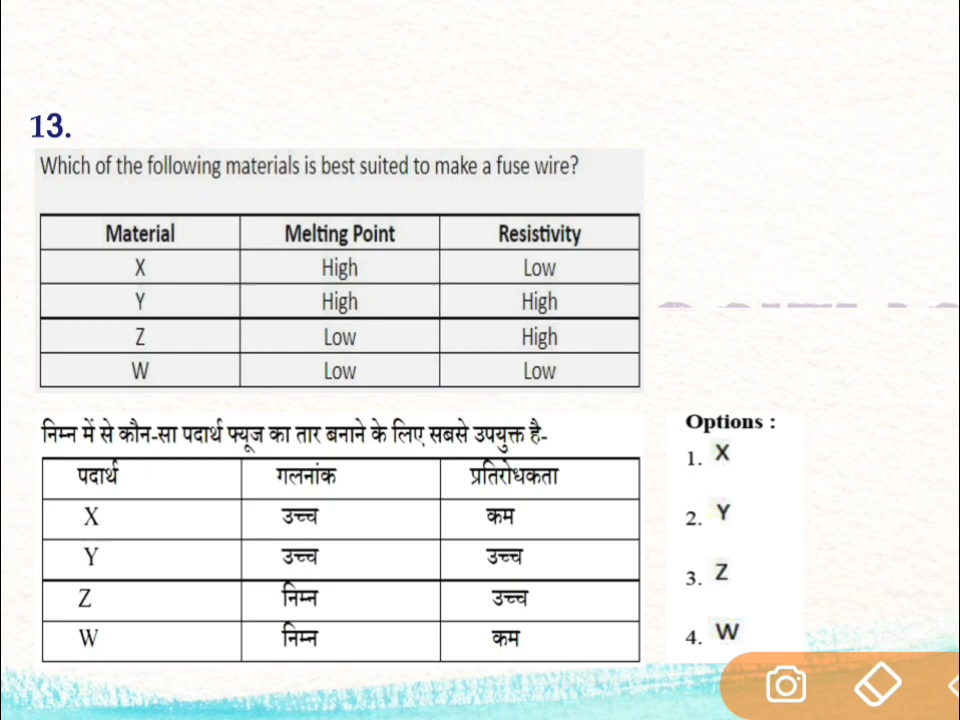 13.
Which of the following materials is best suited to make a fuse wire?
Material Melting Point Resistivity
X High Low
Y High High
Z Low High
W Low Low
निम्न में से कौन-सा पदार्थ फ्यूज का तार बनाने के लिए सबसे उपयुक्त है-
पदार्थ गलनांक प्रतिरोधकता
X उच्च कम
Y उच्च उच्च
Z निम्न उच्च
W निम्न कम
Options :
1. X
2. Y
3. Z
4. W